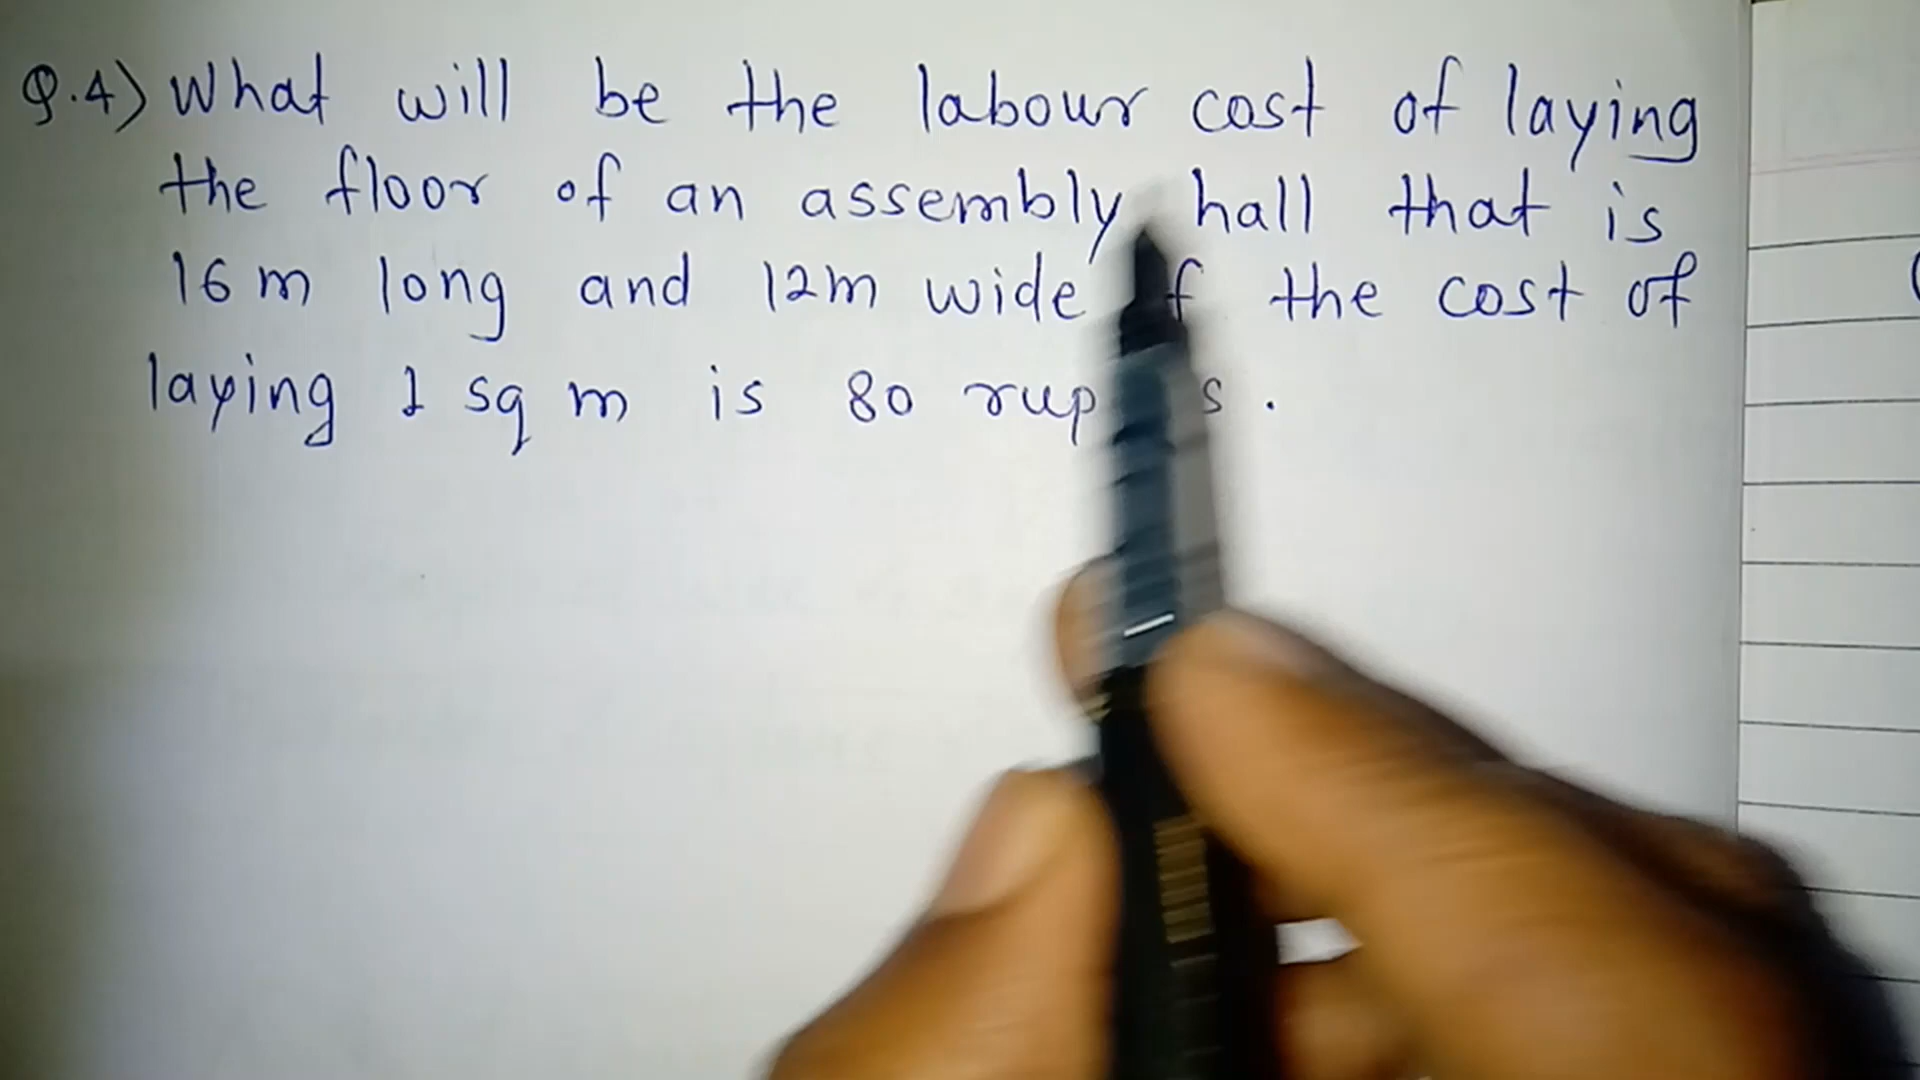 Q.4) What will be the labour cost of laying
the floor of an assembly hall that is
16 m long and 12m wide the cost of
laying 1 sq m is 80